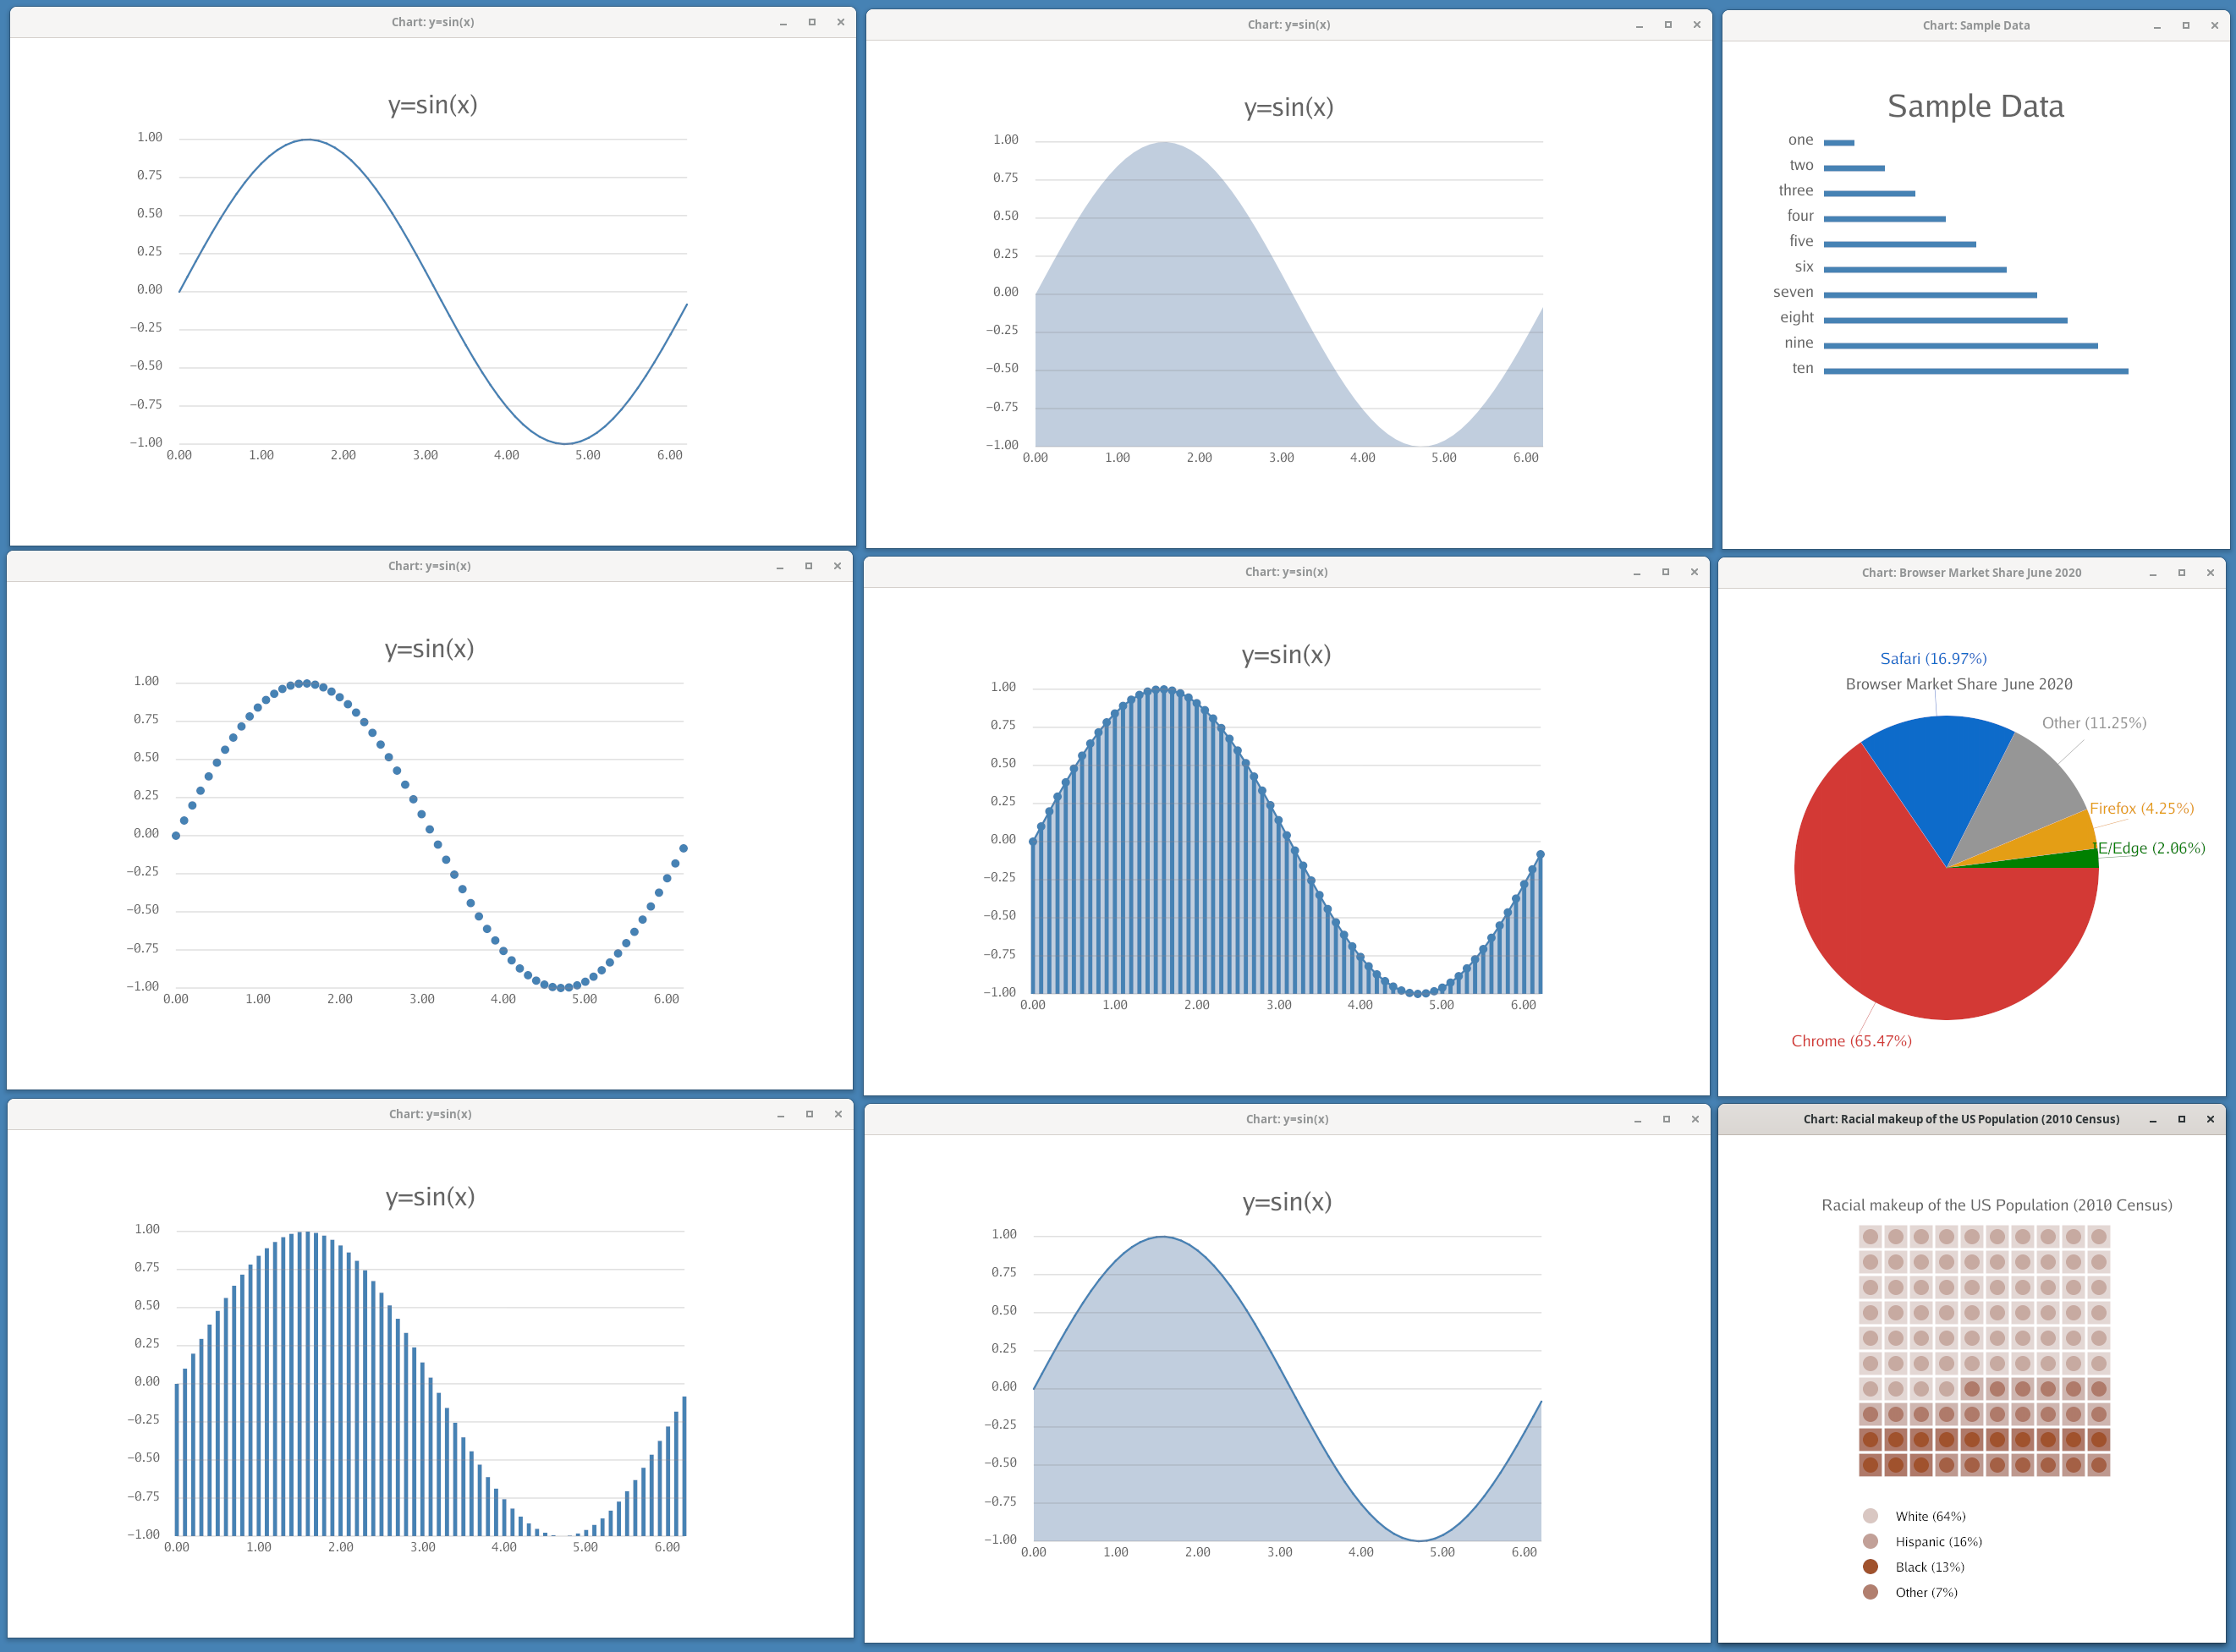 Chart: y=sin(x)
y=sin(x)
1.00
0.75
0.50
0.25
0.00
−0.25
−0.50
−0.75
−1.00
0.00 1.00 2.00 3.00 4.00 5.00 6.00
Chart: y=sin(x)
y=sin(x)
1.00
0.75
0.50
0.25
0.00
−0.25
−0.50
−0.75
−1.00
0.00 1.00 2.00 3.00 4.00 5.00 6.00
Chart: Sample Data
Sample Data
one
two
three
four
five
six
seven
eight
nine
ten
Chart: y=sin(x)
y=sin(x)
1.00
0.75
0.50
0.25
0.00
−0.25
−0.50
−0.75
−1.00
0.00 1.00 2.00 3.00 4.00 5.00 6.00
Chart: y=sin(x)
y=sin(x)
1.00
0.75
0.50
0.25
0.00
−0.25
−0.50
−0.75
−1.00
0.00 1.00 2.00 3.00 4.00 5.00 6.00
Chart: Browser Market Share June 2020
Safari (16.97%)
Browser Market Share June 2020
Other (11.25%)
Firefox (4.25%)
IE/Edge (2.06%)
Chrome (65.47%)
Chart: y=sin(x)
y=sin(x)
1.00
0.75
0.50
0.25
0.00
−0.25
−0.50
−0.75
−1.00
0.00 1.00 2.00 3.00 4.00 5.00 6.00
Chart: y=sin(x)
y=sin(x)
1.00
0.75
0.50
0.25
0.00
−0.25
−0.50
−0.75
−1.00
0.00 1.00 2.00 3.00 4.00 5.00 6.00
Chart: Racial makeup of the US Population (2010 Census)
Racial makeup of the US Population (2010 Census)
White (64%)
Hispanic (16%)
Black (13%)
Other (7%)